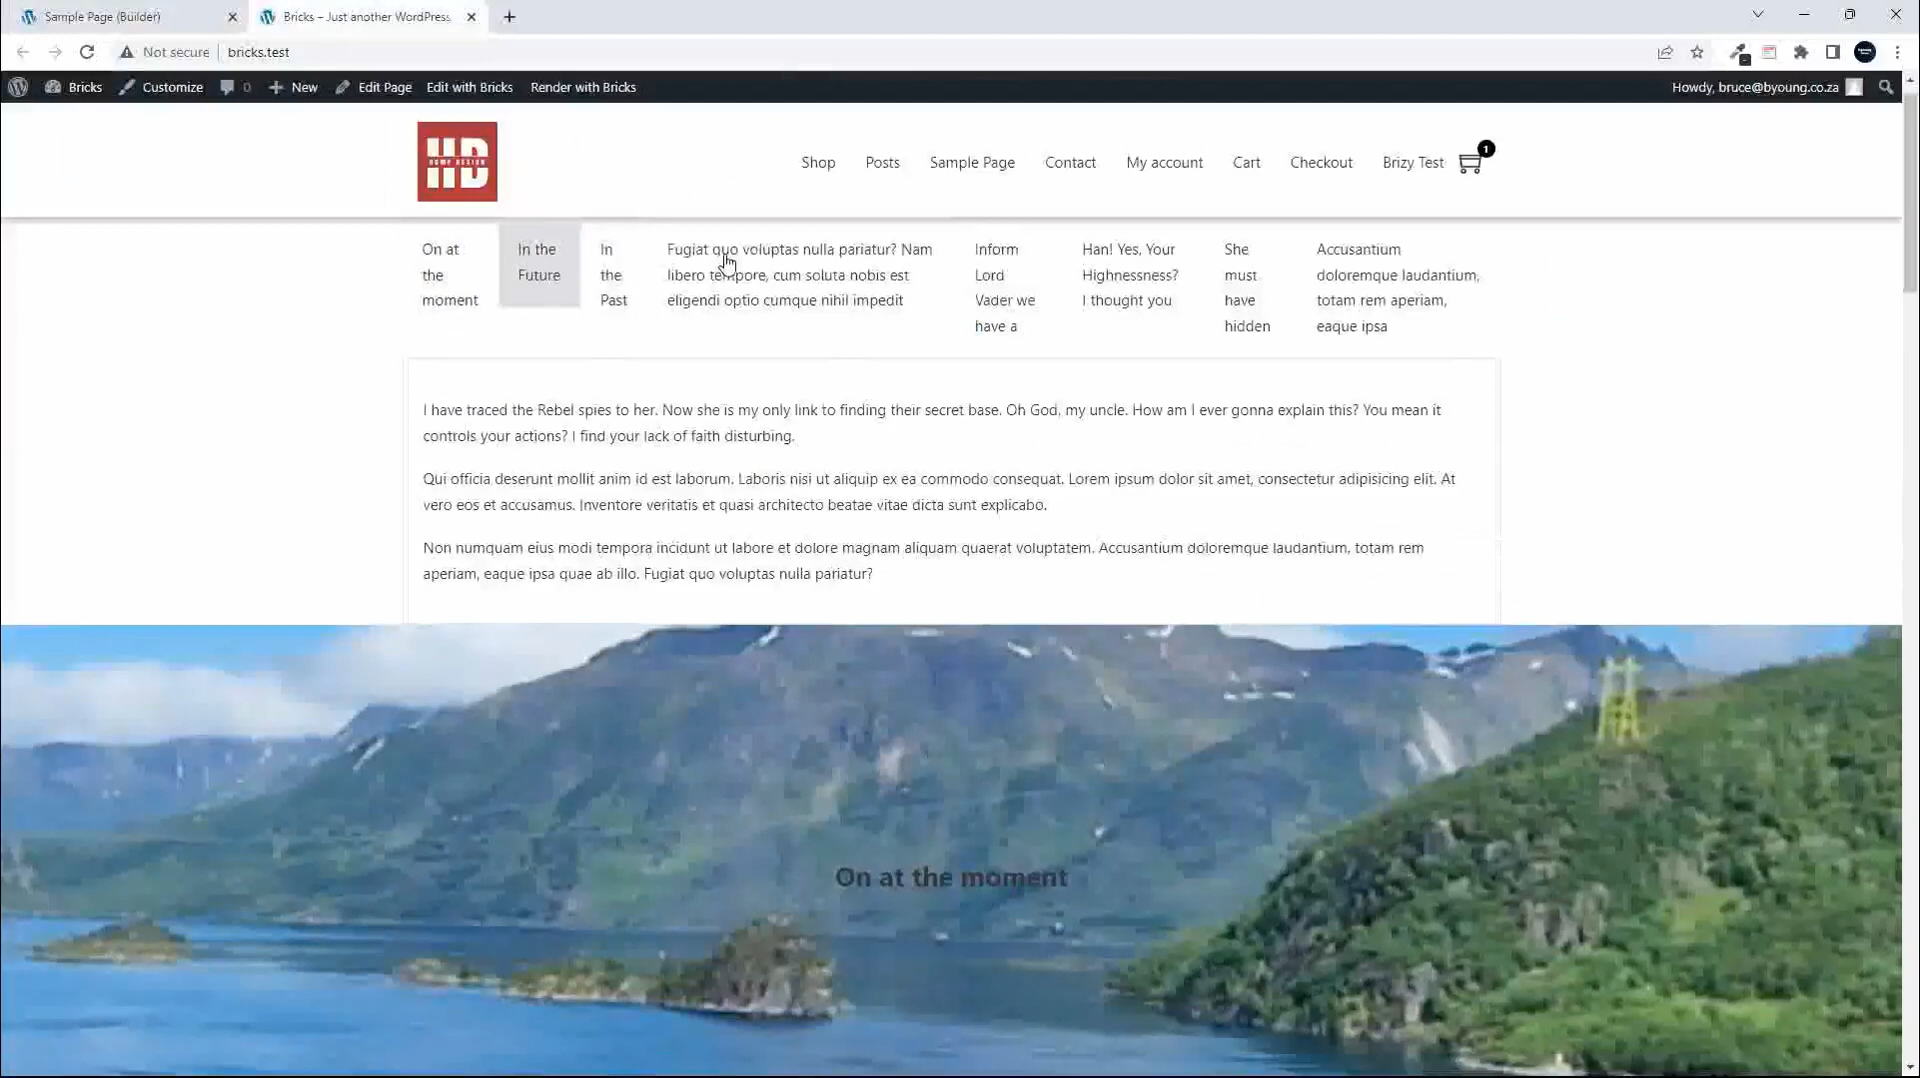 Sample Page (Builder)
Bricks – Just another WordPress
Not secure
bricks.test
Bricks
Customize
0
New
Edit Page
Edit with Bricks
Render with Bricks
Howdy, bruce@byoung.co.za
HD
HOME DESIGN
Shop
Posts
Sample Page
Contact
My account
Cart
Checkout
Brizy Test
1
On at
the
moment
In the
Future
In
the
Past
Fugiat quo voluptas nulla pariatur? Nam
libero tempore, cum soluta nobis est
eligendi optio cumque nihil impedit
Inform
Lord
Vader we
have a
Han! Yes, Your
Highnessness?
I thought you
She
must
have
hidden
Accusantium
doloremque laudantium,
totam rem aperiam,
eaque ipsa
I have traced the Rebel spies to her. Now she is my only link to finding their secret base. Oh God, my uncle. How am I ever gonna explain this? You mean it
controls your actions? I find your lack of faith disturbing.
Qui officia deserunt mollit anim id est laborum. Laboris nisi ut aliquip ex ea commodo consequat. Lorem ipsum dolor sit amet, consectetur adipisicing elit. At
vero eos et accusamus. Inventore veritatis et quasi architecto beatae vitae dicta sunt explicabo.
Non numquam eius modi tempora incidunt ut labore et dolore magnam aliquam quaerat voluptatem. Accusantium doloremque laudantium, totam rem
aperiam, eaque ipsa quae ab illo. Fugiat quo voluptas nulla pariatur?
On at the moment